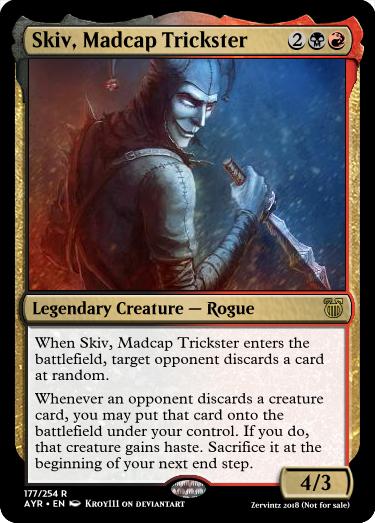 Skiv, Madcap Trickster 2
Legendary Creature — Rogue
When Skiv, Madcap Trickster enters the
battlefield, target opponent discards a card
at random.
Whenever an opponent discards a creature
card, you may put that card onto the
battlefield under your control. If you do,
that creature gains haste. Sacrifice it at the
beginning of your next end step.
4/3
177/254 R
AYR • EN Kroy111 on deviantart
Zervintz 2018 (Not for sale)